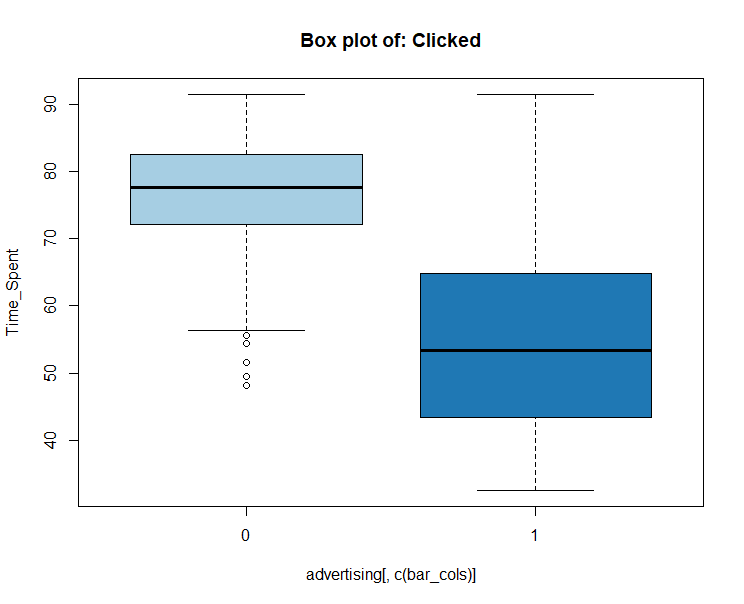 Box plot of: Clicked
Time_Spent
90
80
70
60
50
40
0 1
advertising[, c(bar_cols)]